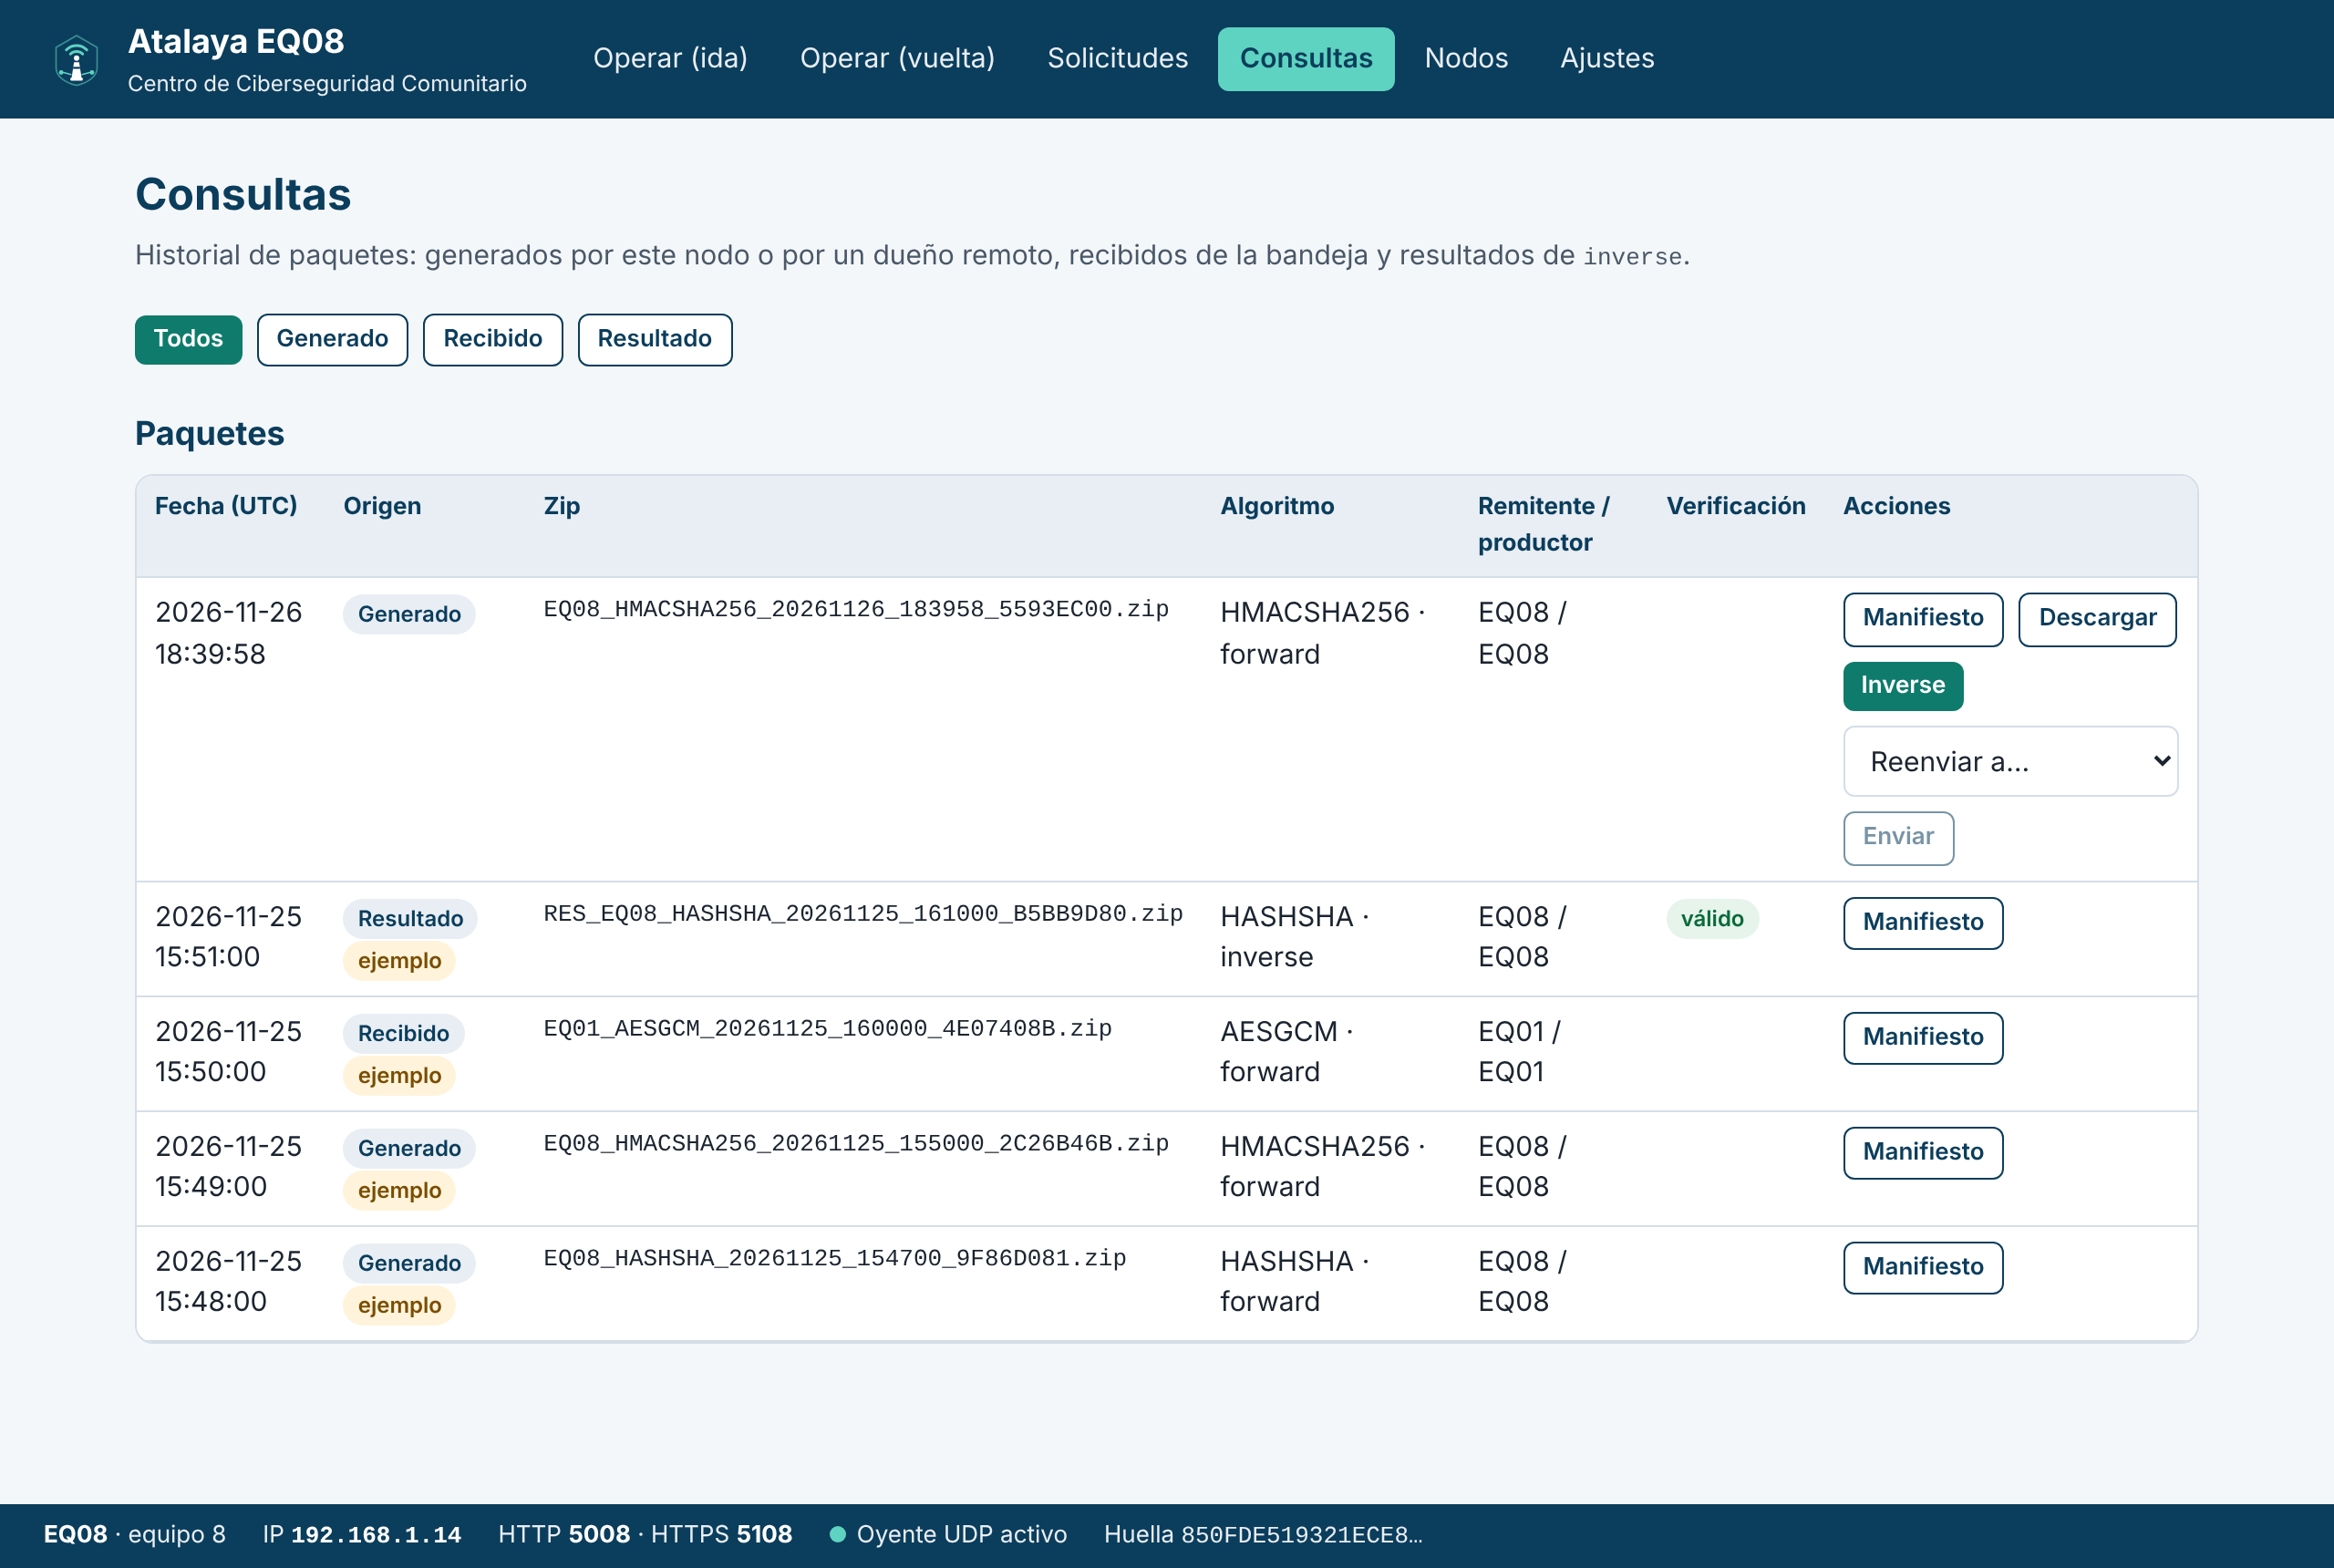 Atalaya EQ08
Centro de Ciberseguridad Comunitario
Operar (ida) Operar (vuelta) Solicitudes Consultas Nodos Ajustes
Consultas
Historial de paquetes: generados por este nodo o por un dueño remoto, recibidos de la bandeja y resultados de inverse.
Todos Generado Recibido Resultado
Paquetes
Fecha (UTC) Origen Zip Algoritmo Remitente / Verificación Acciones
productor
2026-11-26 Generado EQ08_HMACSHA256_20261126_183958_5593EC00.zip HMACSHA256 · EQ08 / Manifiesto Descargar
18:39:58 forward EQ08
Inverse
Reenviar a...
Enviar
2026-11-25 Resultado RES_EQ08_HASHSHA_20261125_161000_B5BB9D80.zip HASHSHA · EQ08 / válido Manifiesto
15:51:00 ejemplo inverse EQ08
2026-11-25 Recibido EQ01_AESGCM_20261125_160000_4E07408B.zip AESGCM · EQ01 / Manifiesto
15:50:00 ejemplo forward EQ01
2026-11-25 Generado EQ08_HMACSHA256_20261125_155000_2C26B46B.zip HMACSHA256 · EQ08 / Manifiesto
15:49:00 ejemplo forward EQ08
2026-11-25 Generado EQ08_HASHSHA_20261125_154700_9F86D081.zip HASHSHA · EQ08 / Manifiesto
15:48:00 ejemplo forward EQ08
EQ08 · equipo 8 IP 192.168.1.14 HTTP 5008 · HTTPS 5108 Oyente UDP activo Huella 850FDE519321ECE8…